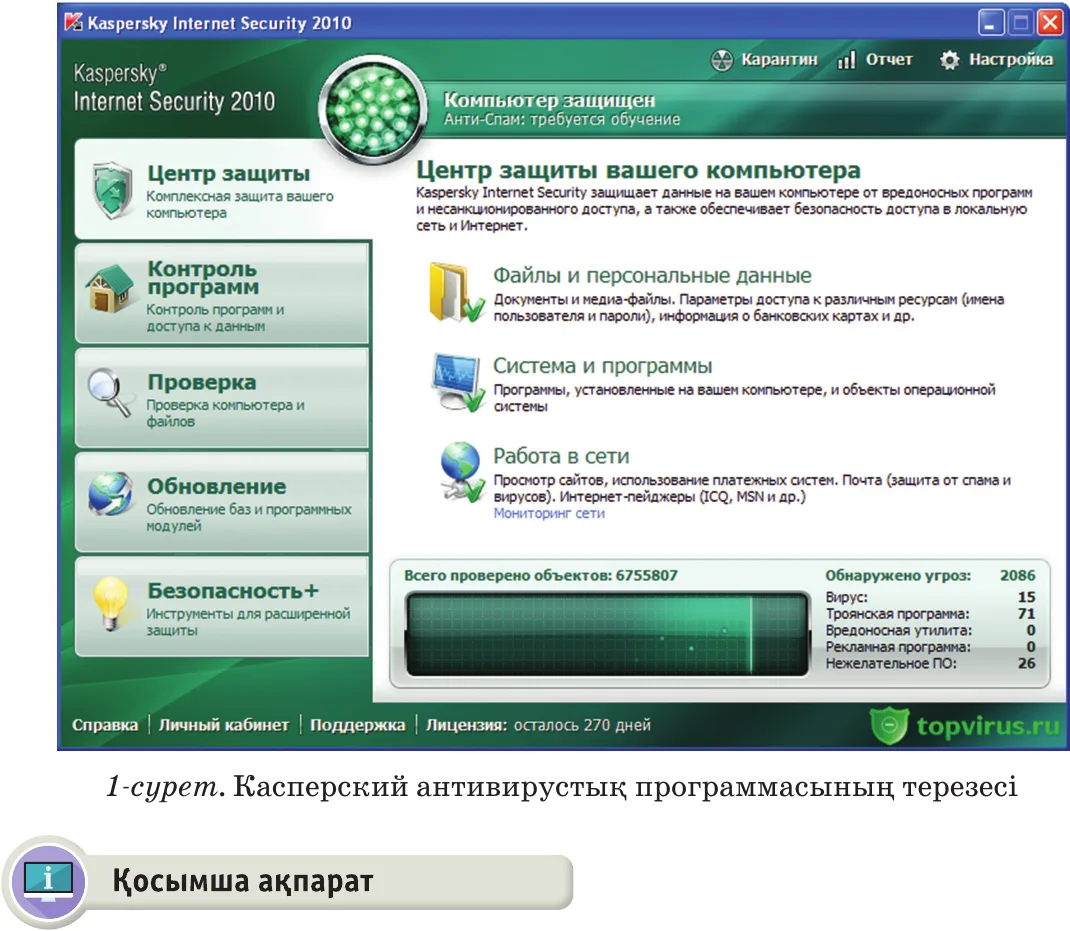 Kaspersky Internet Security 2010
Kaspersky®
Internet Security 2010
Карантин Отчет Настройка
Компьютер защищен
Анти-Спам: требуется обучение
Центр защиты
Комплексная защита вашего
компьютера
Контроль
программ
Контроль программ и
доступа к данным
Проверка
Проверка компьютера и
файлов
Обновление
Обновление баз и программных
модулей
Безопасность+
Инструменты для расширенной
защиты
Центр защиты вашего компьютера
Kaspersky Internet Security защищает данные на вашем компьютере от вредоносных программ
и несанкционированного доступа, а также обеспечивает безопасность доступа в локальную
сеть и Интернет.
Файлы и персональные данные
Документы и медиа-файлы. Параметры доступа к различным ресурсам (имена
пользователя и пароли), информация о банковских картах и др.
Система и программы
Программы, установленные на вашем компьютере, и объекты операционной
системы
Работа в сети
Просмотр сайтов, использование платежных систем. Почта (защита от спама и
вирусов). Интернет-пейджеры (ICQ, MSN и др.)
Мониторинг сети
Всего проверено объектов: 6755807
Обнаружено угроз: 2086
Вирус: 15
Троянская программа: 71
Вредоносная утилита: 0
Рекламная программа: 0
Нежелательное ПО: 26
Справка | Личный кабинет | Поддержка | Лицензия: осталось 270 дней
topvirus.ru
1-сурет. Касперский антивирустық программасының терезесі
Қосымша ақпарат